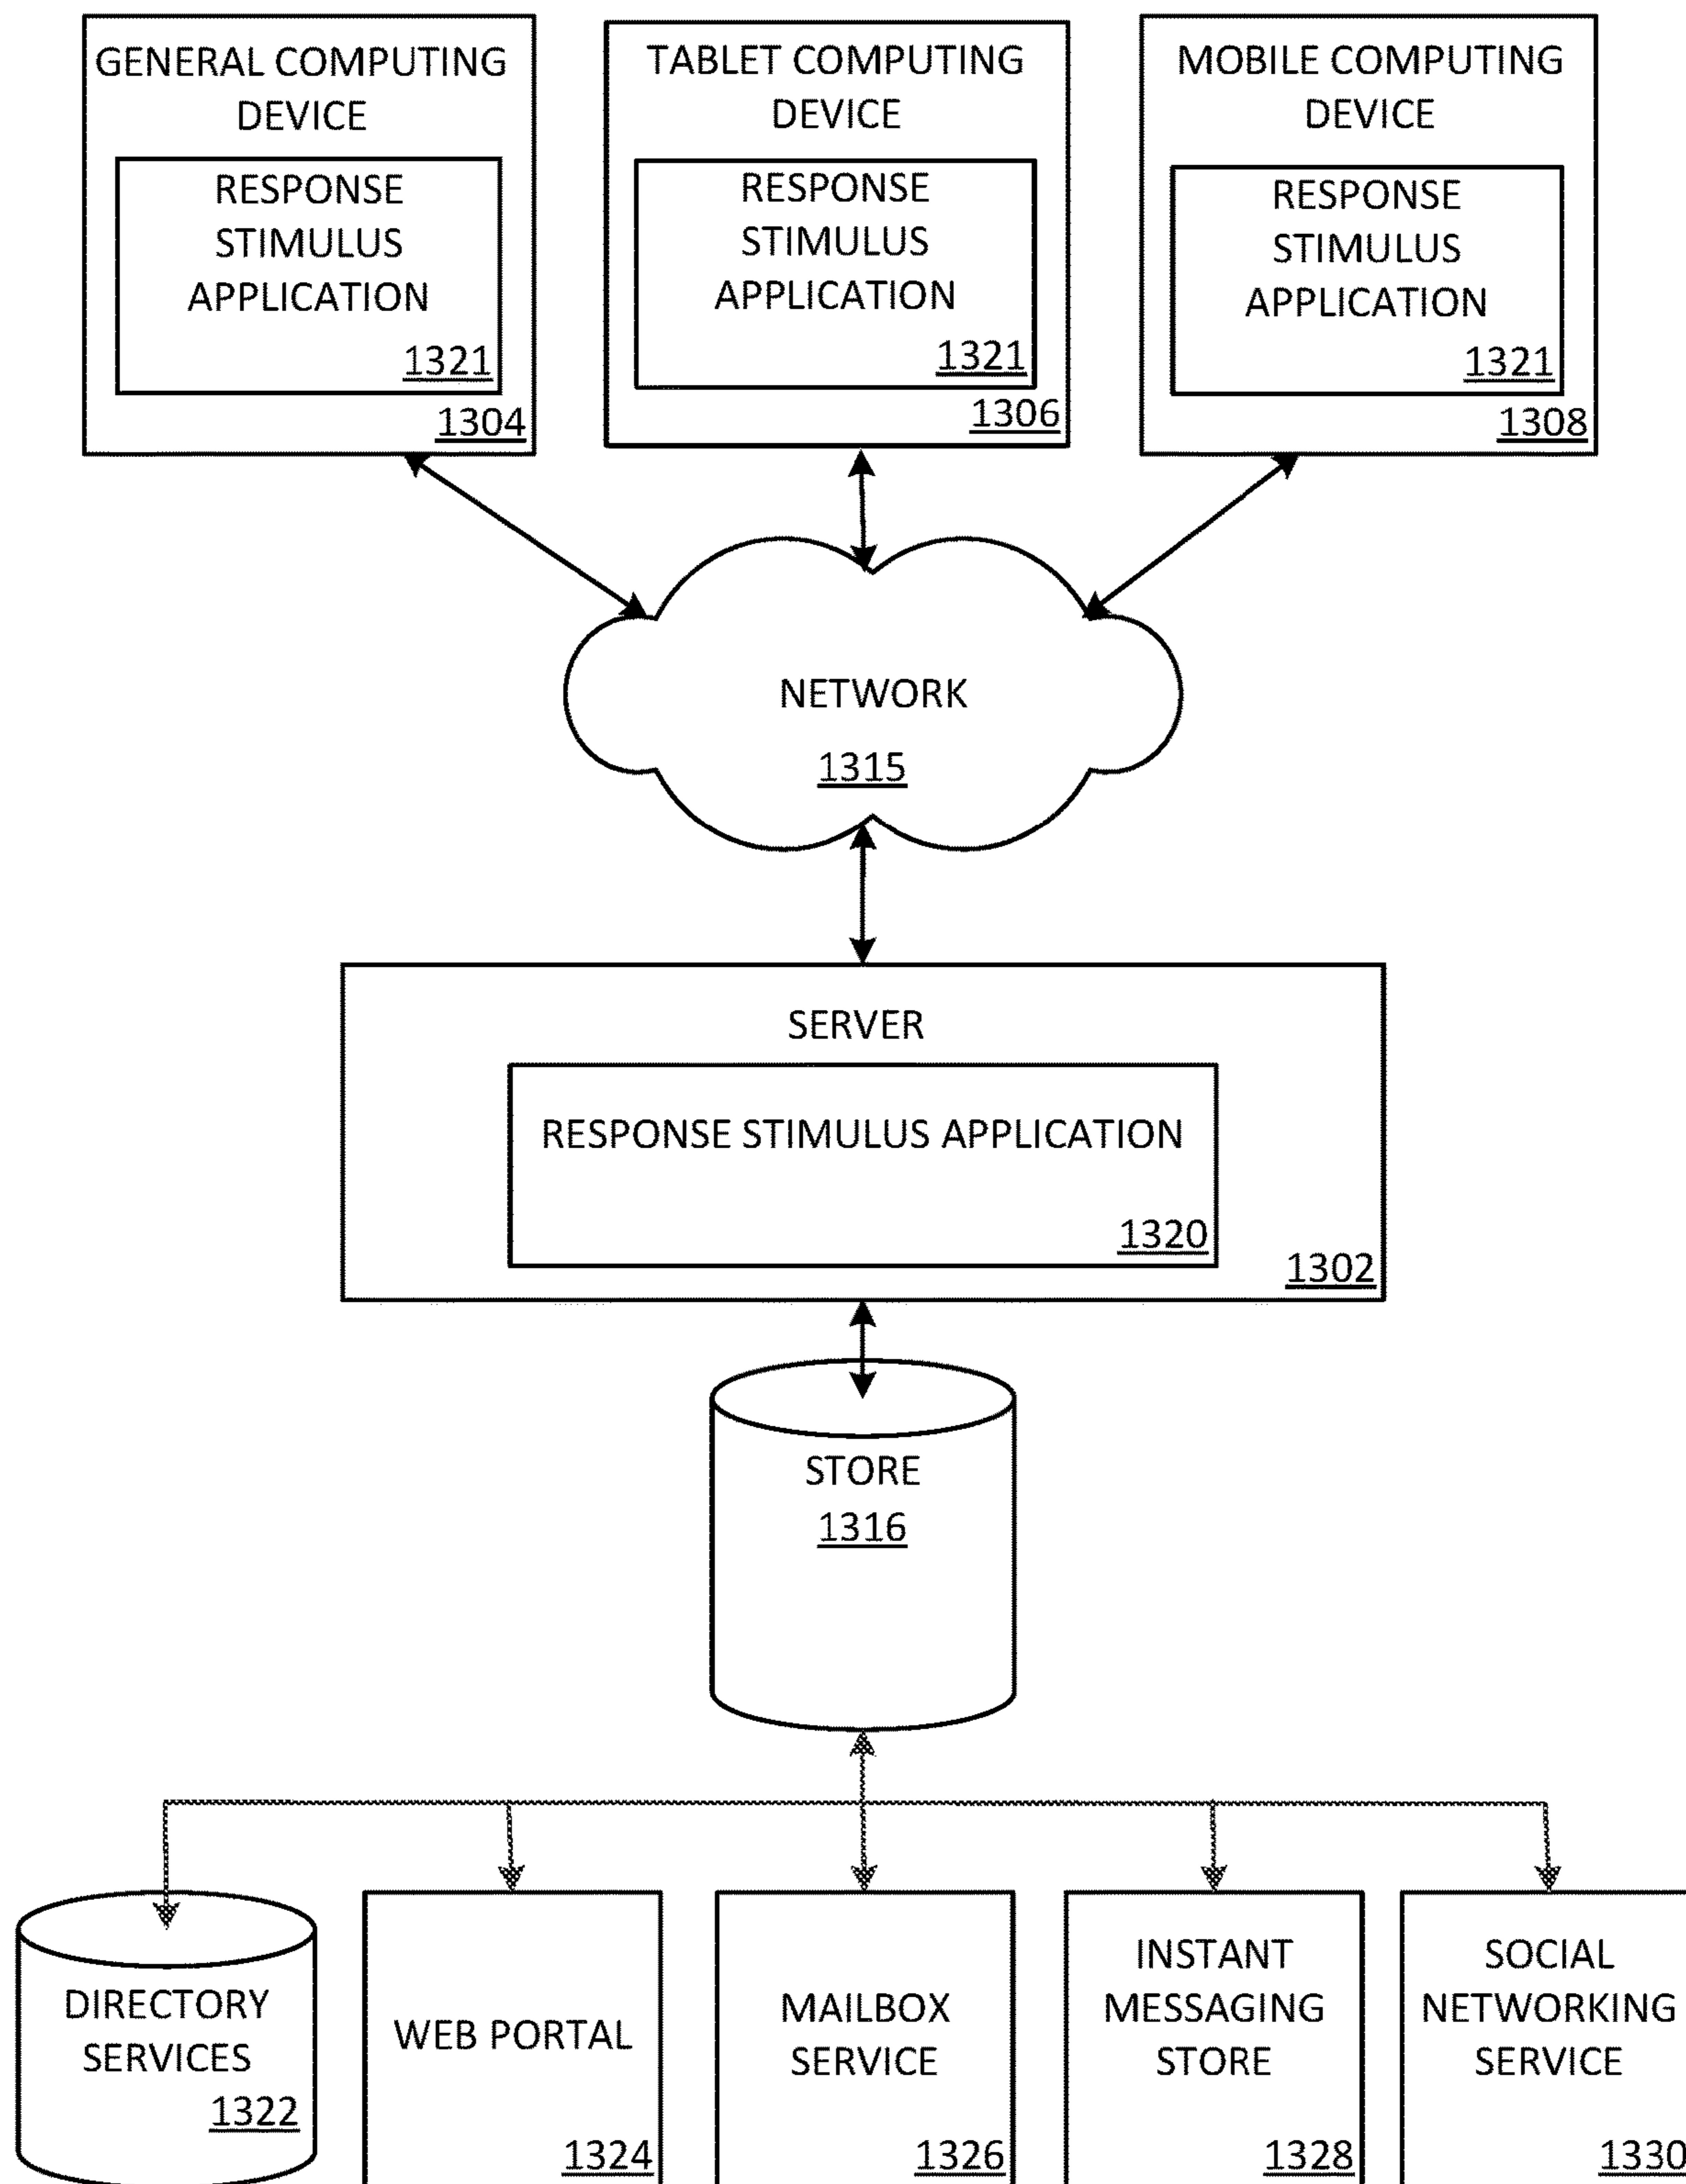 GENERAL COMPUTING
DEVICE
RESPONSE
STIMULUS
APPLICATION
1321
1304
TABLET COMPUTING
DEVICE
RESPONSE
STIMULUS
APPLICATION
1321
1306
MOBILE COMPUTING
DEVICE
RESPONSE
STIMULUS
APPLICATION
1321
1308
NETWORK
1315
SERVER
RESPONSE STIMULUS APPLICATION
1320
1302
STORE
1316
DIRECTORY
SERVICES
1322
WEB PORTAL
1324
MAILBOX
SERVICE
1326
INSTANT
MESSAGING
STORE
1328
SOCIAL
NETWORKING
SERVICE
1330